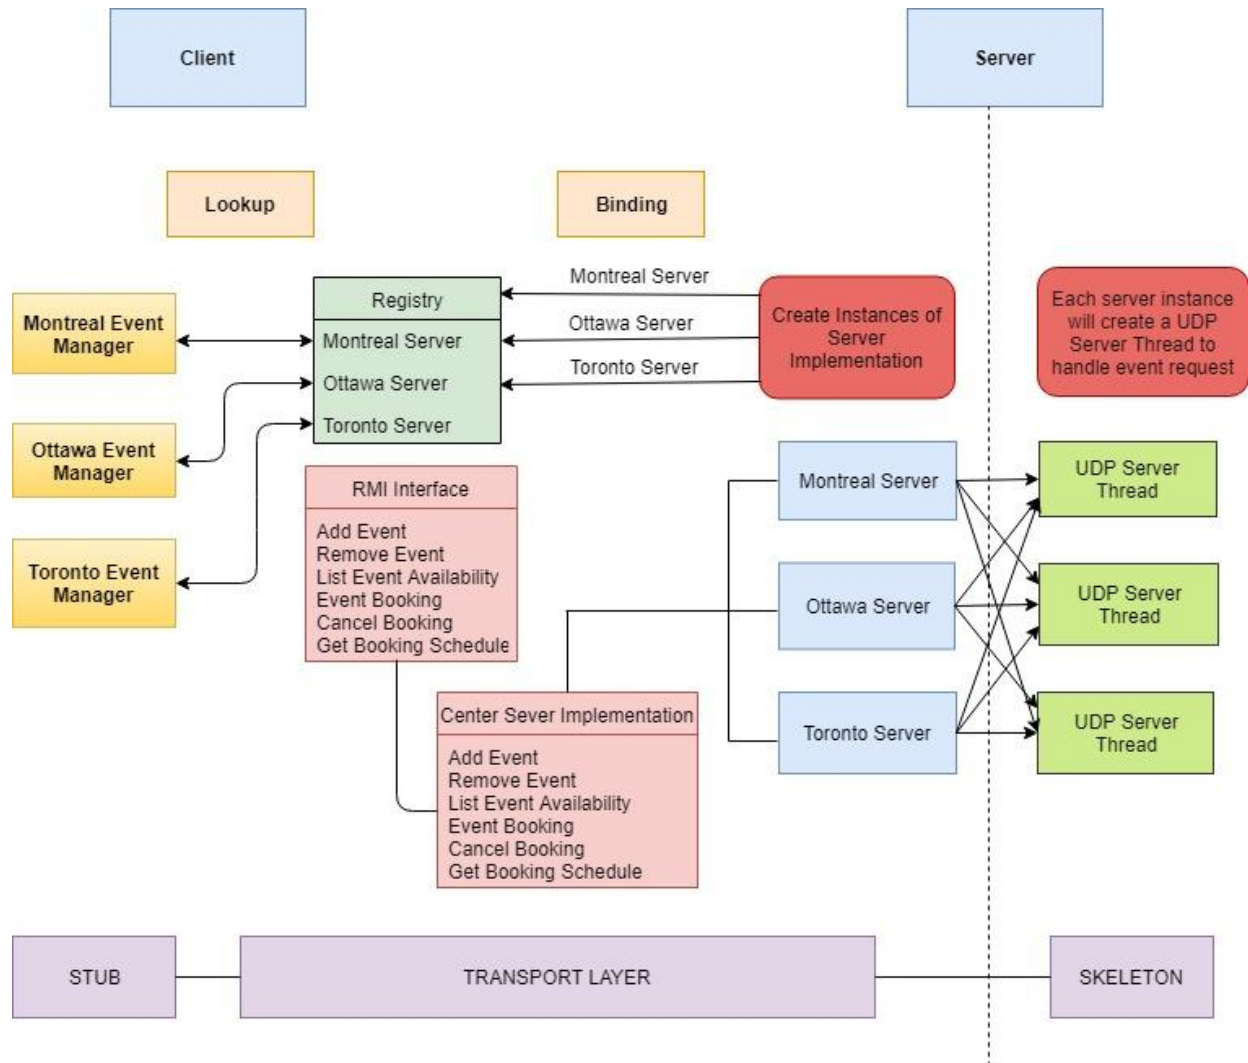 Client
Server
Lookup
Binding
Montreal Server
Registry
Montreal Event
Manager
Ottawa Server
Create Instances of
Server
Implementation
Each server instance
will create a UDP
Server Thread to
handle event request
Montreal Server
Toronto Server
Ottawa Server
Toronto Server
Ottawa Event
Manager
Toronto Event
Manager
RMI Interface
Add Event
Remove Event
List Event Availability
Event Booking
Cancel Booking
Get Booking Schedule
Montreal Server
UDP Server
Thread
Ottawa Server
UDP Server
Thread
Toronto Server
UDP Server
Thread
Center Sever Implementation
Add Event
Remove Event
List Event Availability
Event Booking
Cancel Booking
Get Booking Schedule
STUB
TRANSPORT LAYER
SKELETON